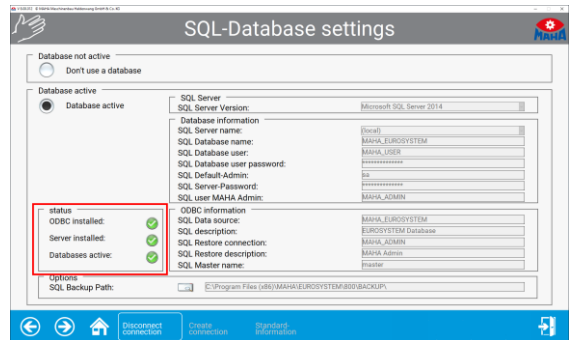 SQL-Database settings
MAHA
Database not active
Don't use a database
Database active
Database active
SQL Server
SQL Server Version: Microsoft SQL Server 2014
Database information
SQL Server name: (local)
SQL Database name: MAHA_EUROSYSTEM
SQL Database user: MAHA_USER
SQL Database user password: **************
SQL Default-Admin: sa
SQL Server-Password: **************
SQL user MAHA Admin: MAHA_ADMIN
status
ODBC installed:
Server installed:
Databases active:
ODBC information
SQL Data source: MAHA_EUROSYSTEM
SQL description: EUROSYSTEM Database
SQL Restore connection: MAHA_ADMIN
SQL Restore description: MAHA Admin
SQL Master name: master
Options
SQL Backup Path: C:\Program Files (x86)\MAHA\EUROSYSTEM\800\BACKUP\
Disconnect connection
Create connection
Standard-Information